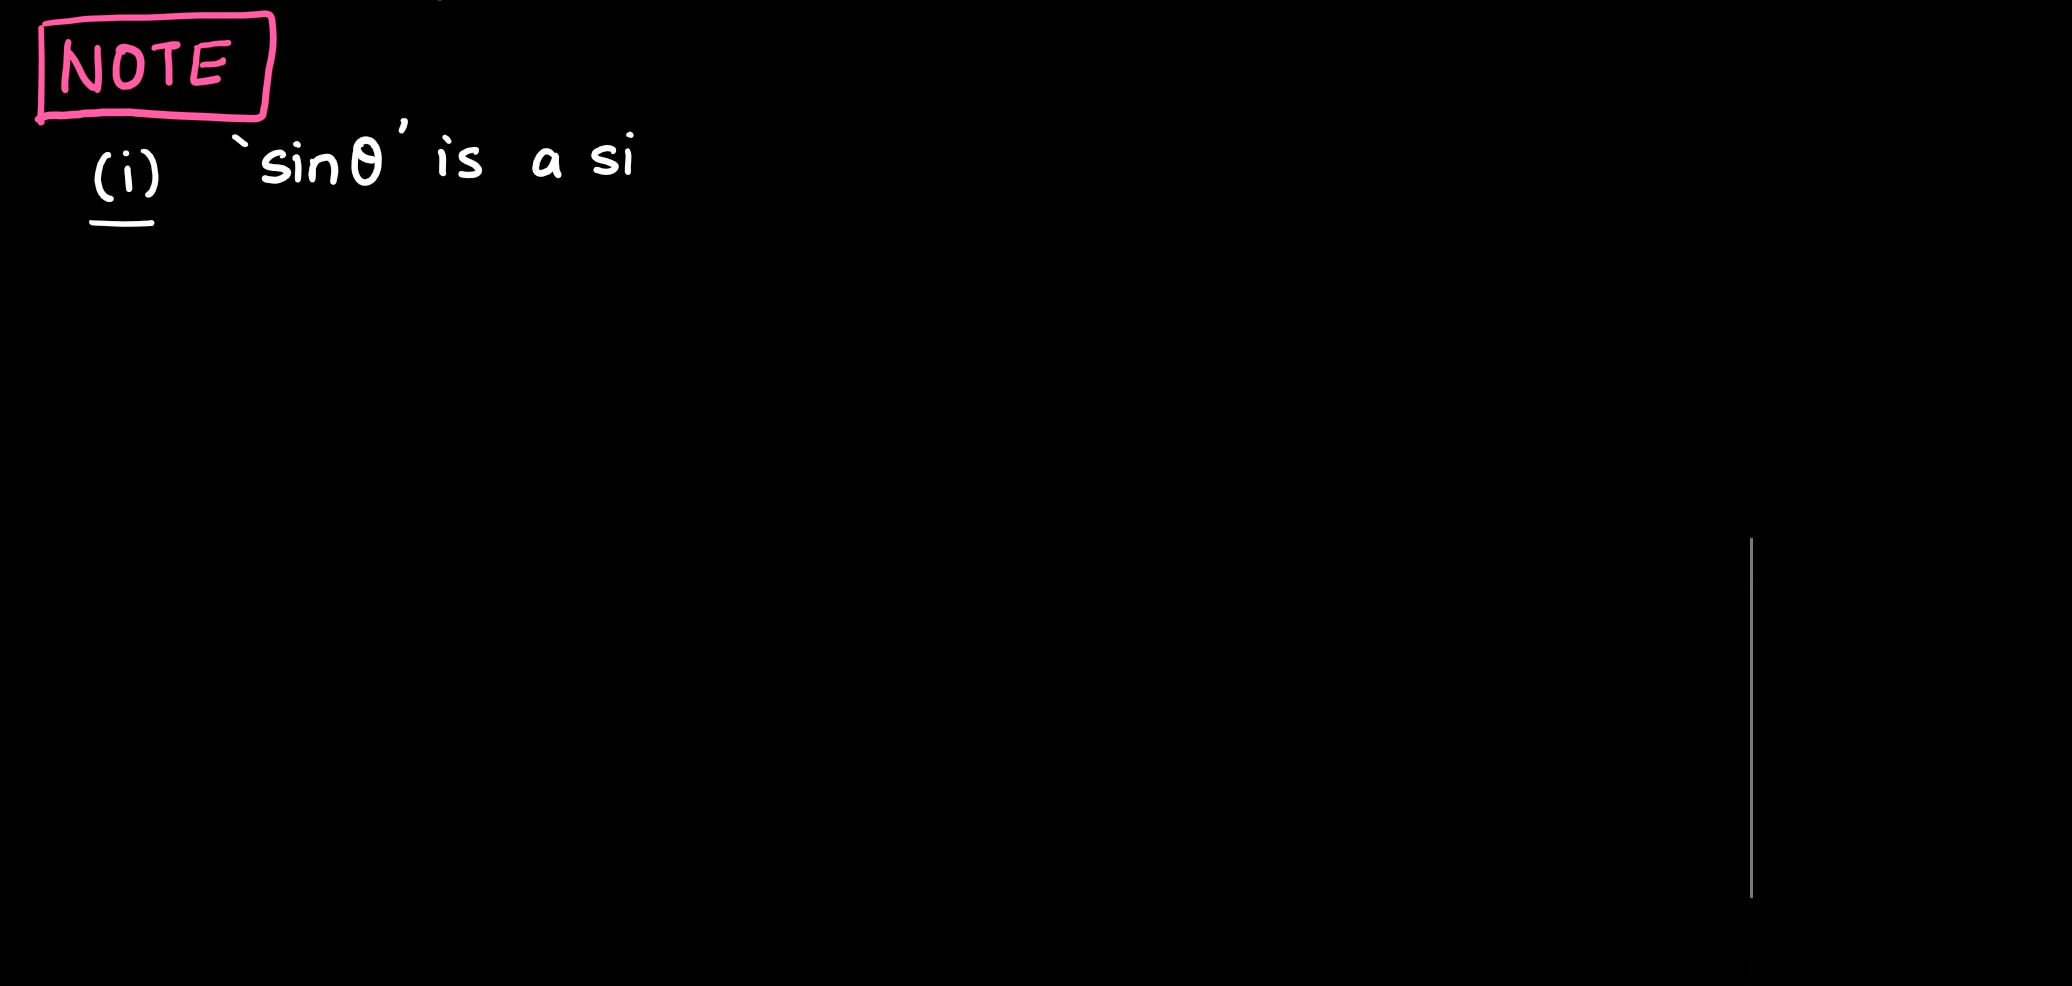 NOTE
(i) `sinθ' is a si